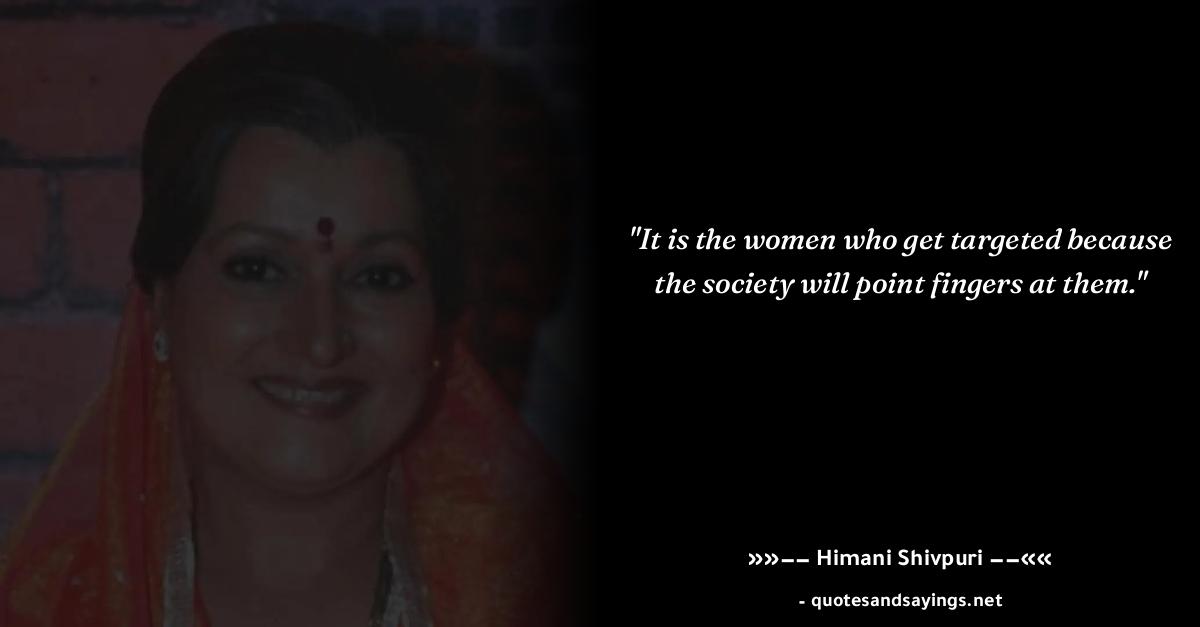 "It is the women who get targeted because
the society will point fingers at them."
»»–– Himani Shivpuri ––««
- quotesandsayings.net